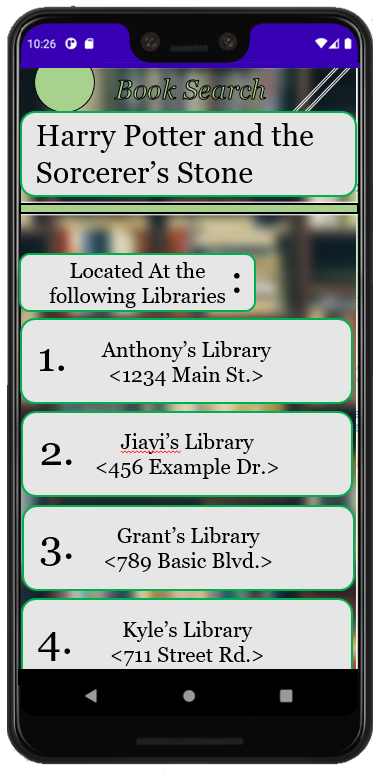 10:26
Book Search
Harry Potter and the
Sorcerer’s Stone
Located At the
following Libraries :
1. Anthony’s Library
<1234 Main St.>
2. Jiayi’s Library
<456 Example Dr.>
3. Grant’s Library
<789 Basic Blvd.>
4. Kyle’s Library
<711 Street Rd.>